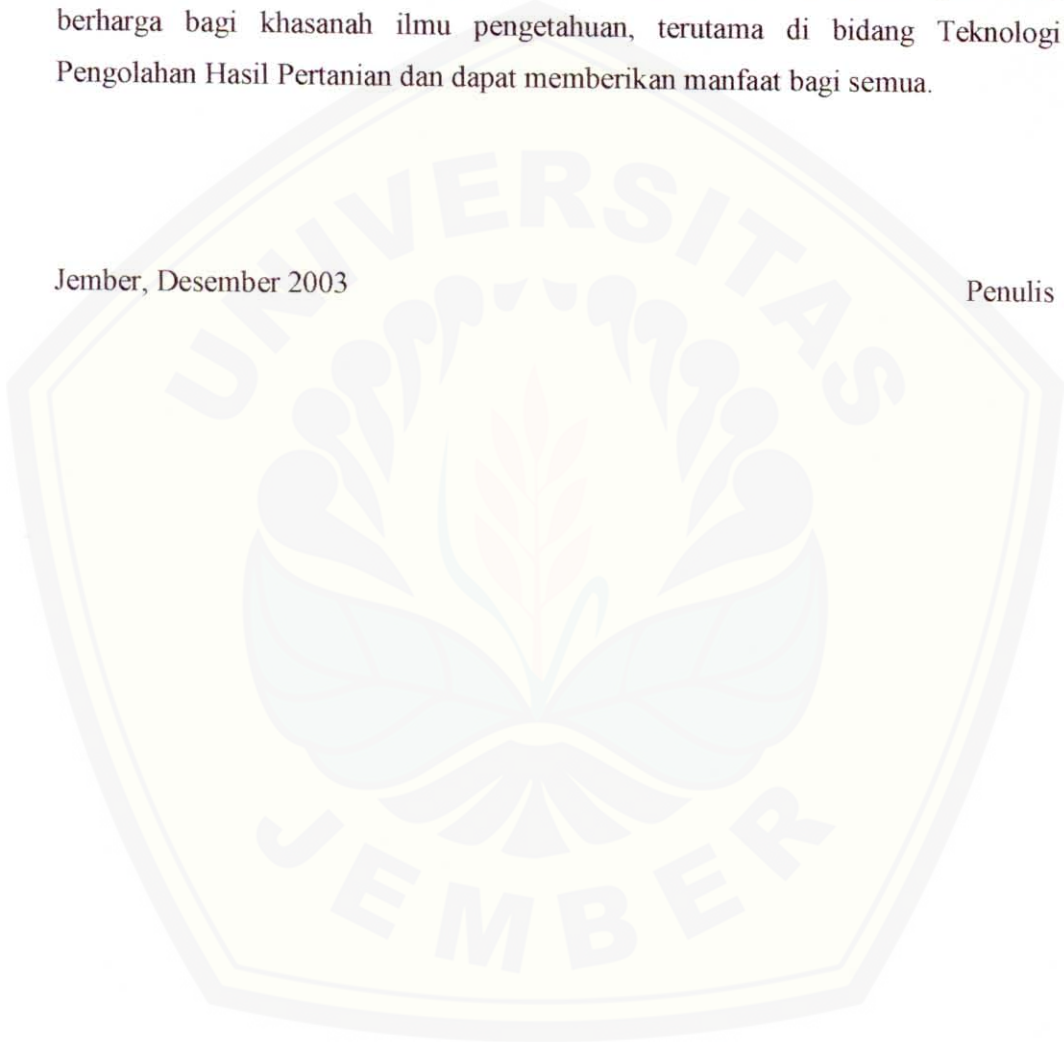 berharga bagi khasanah ilmu pengetahuan, terutama di bidang Teknologi
Pengolahan Hasil Pertanian dan dapat memberikan manfaat bagi semua.
Jember, Desember 2003
Penulis
UNIVERSITAS
JEMBER